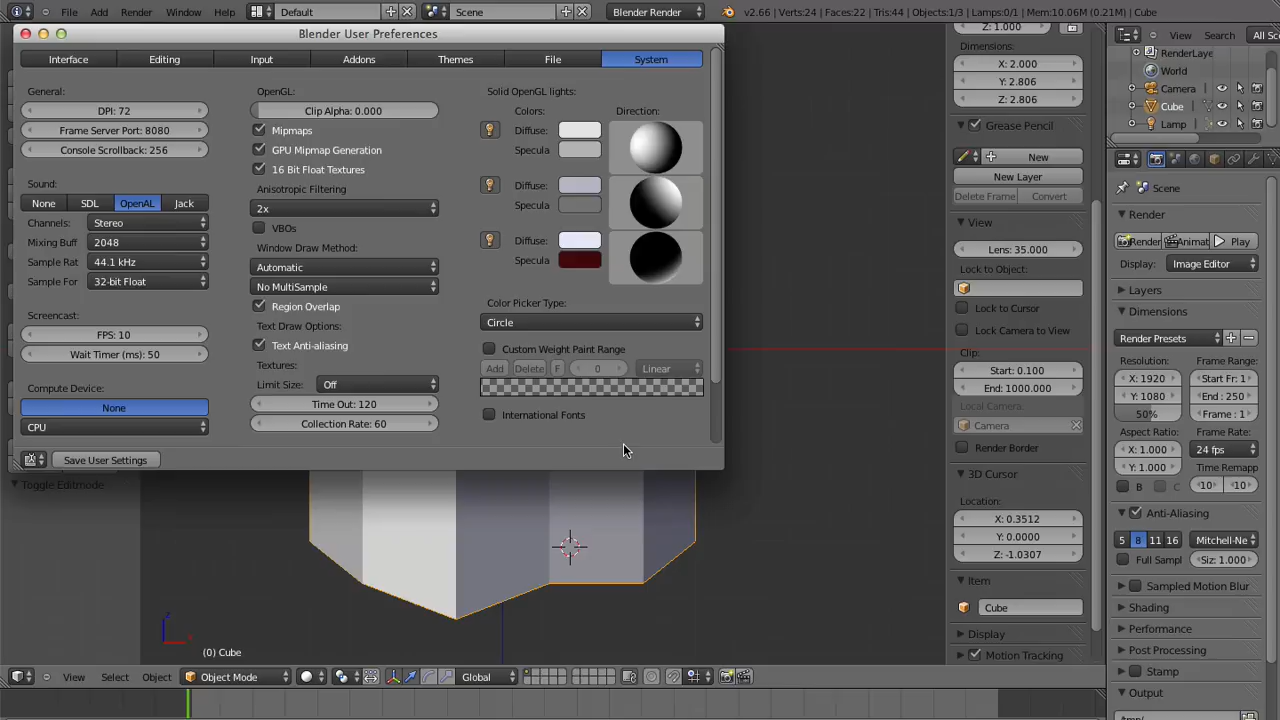 File Add Render Window Help Default Scene Blender Render v2.66 | Verts:24 | Faces:22 | Tris:44 | Objects:1/3 | Lamps:0/1 | Mem:10.06M (0.21M) | Cube
Blender User Preferences
Interface Editing Input Addons Themes File System
General:
DPI: 72
Frame Server Port: 8080
Console Scrollback: 256
Sound:
None SDL OpenAL Jack
Channels: Stereo
Mixing Buff 2048
Sample Rat 44.1 kHz
Sample For 32-bit Float
Screencast:
FPS: 10
Wait Timer (ms): 50
Compute Device:
None
CPU
OpenGL:
Clip Alpha: 0.000
Mipmaps
GPU Mipmap Generation
16 Bit Float Textures
Anisotropic Filtering
2x
VBOs
Window Draw Method:
Automatic
No MultiSample
Region Overlap
Text Draw Options:
Text Anti-aliasing
Textures:
Limit Size: Off
Time Out: 120
Collection Rate: 60
Solid OpenGL lights:
Colors: Direction:
Diffuse:
Specula
Diffuse:
Specula
Diffuse:
Specula
Color Picker Type:
Circle
Custom Weight Paint Range
Add Delete F 0 Linear
International Fonts
Save User Settings
Toggle Editmode
z
x
(0) Cube
View Select Object Object Mode Global
Z: 1.000
Dimensions:
X: 2.000
Y: 2.806
Z: 2.806
Grease Pencil
New
New Layer
Delete Frame Convert
View
Lens: 35.000
Lock to Object:
Lock to Cursor
Lock Camera to View
Clip:
Start: 0.100
End: 1000.000
Local Camera:
Camera
Render Border
3D Cursor
Location:
X: 0.3512
Y: 0.0000
Z: -1.0307
Item
Cube
Display
Motion Tracking
View Search All Sc
RenderLaye
World
Camera
Cube
Lamp
Scene
Render
Render Animat Play
Display: Image Editor
Layers
Dimensions
Render Presets
Resolution: Frame Range:
X: 1920 Start Fr: 1
Y: 1080 End: 250
50% Frame: 1
Aspect Ratio: Frame Rate:
X: 1.000 24 fps
Y: 1.000 Time Remapp
B C 10 10
Anti-Aliasing
5 8 11 16 Mitchell-Ne
Full Sampl Siz: 1.000
Sampled Motion Blur
Shading
Performance
Post Processing
Stamp
Output